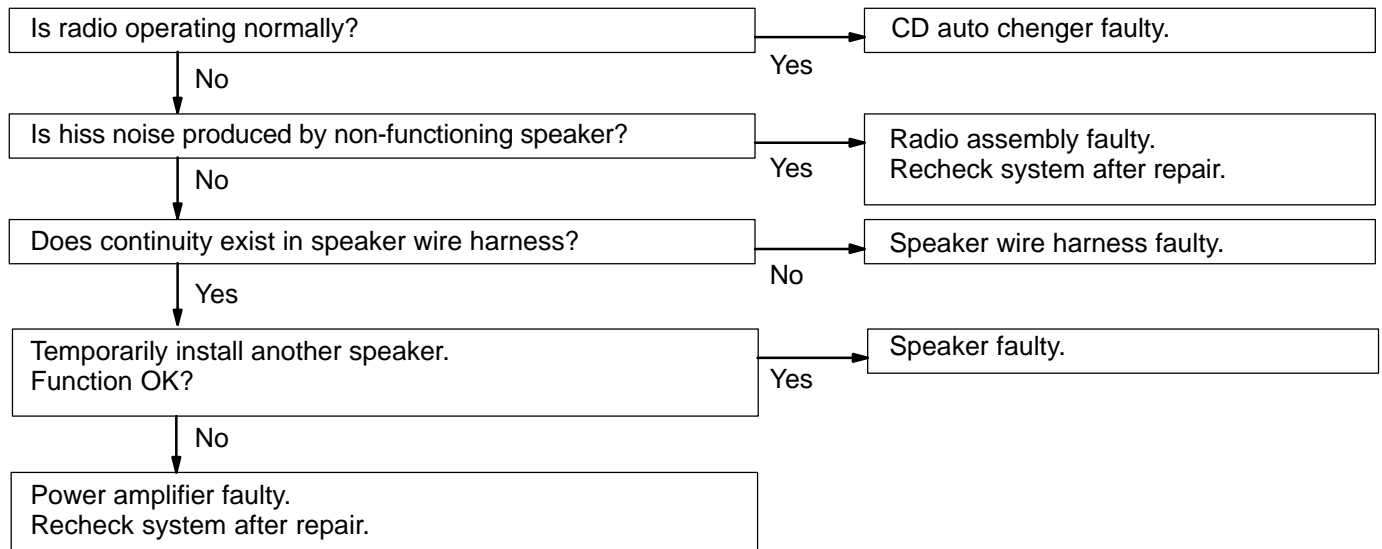 Is radio operating normally?
Yes
CD auto chenger faulty.
No
Is hiss noise produced by non-functioning speaker?
Yes
Radio assembly faulty.
Recheck system after repair.
No
Does continuity exist in speaker wire harness?
No
Speaker wire harness faulty.
Yes
Temporarily install another speaker.
Function OK?
Yes
Speaker faulty.
No
Power amplifier faulty.
Recheck system after repair.